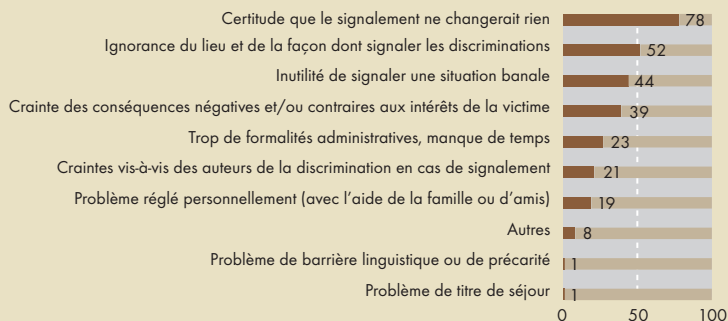 Certitude que le signalement ne changerait rien 78
Ignorance du lieu et de la façon dont signaler les discriminations 52
Inutilité de signaler une situation banale 44
Crainte des conséquences négatives et/ou contraires aux intérêts de la victime 39
Trop de formalités administratives, manque de temps 23
Craintes vis-à-vis des auteurs de la discrimination en cas de signalement 21
Problème réglé personnellement (avec l'aide de la famille ou d'amis) 19
Autres 8
Problème de barrière linguistique ou de précarité 1
Problème de titre de séjour 1
0 50 100